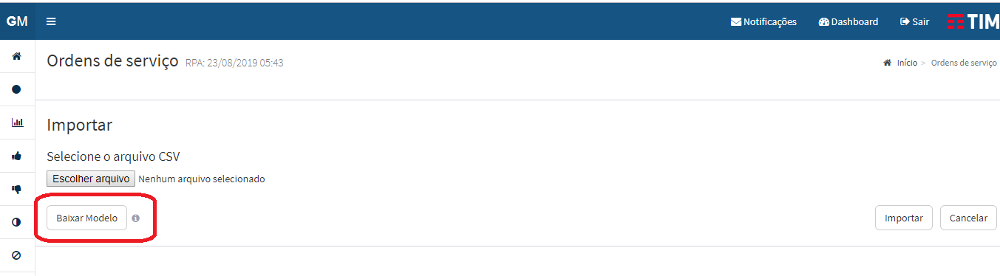 GM Notificações Dashboard Sair TIM
Ordens de serviço RPA: 23/08/2019 05:43 Início > Ordens de serviço
Importar
Selecione o arquivo CSV
Escolher arquivo Nenhum arquivo selecionado
Baixar Modelo Importar Cancelar